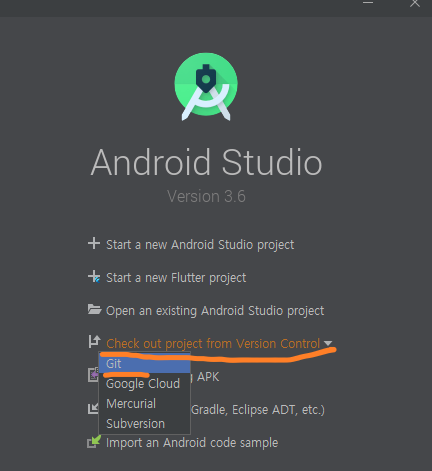 Android Studio
Version 3.6
Start a new Android Studio project
Start a new Flutter project
Open an existing Android Studio project
Check out project from Version Control
Git
APK
Google Cloud
Mercurial
Gradle, Eclipse ADT, etc.)
Subversion
Import an Android code sample